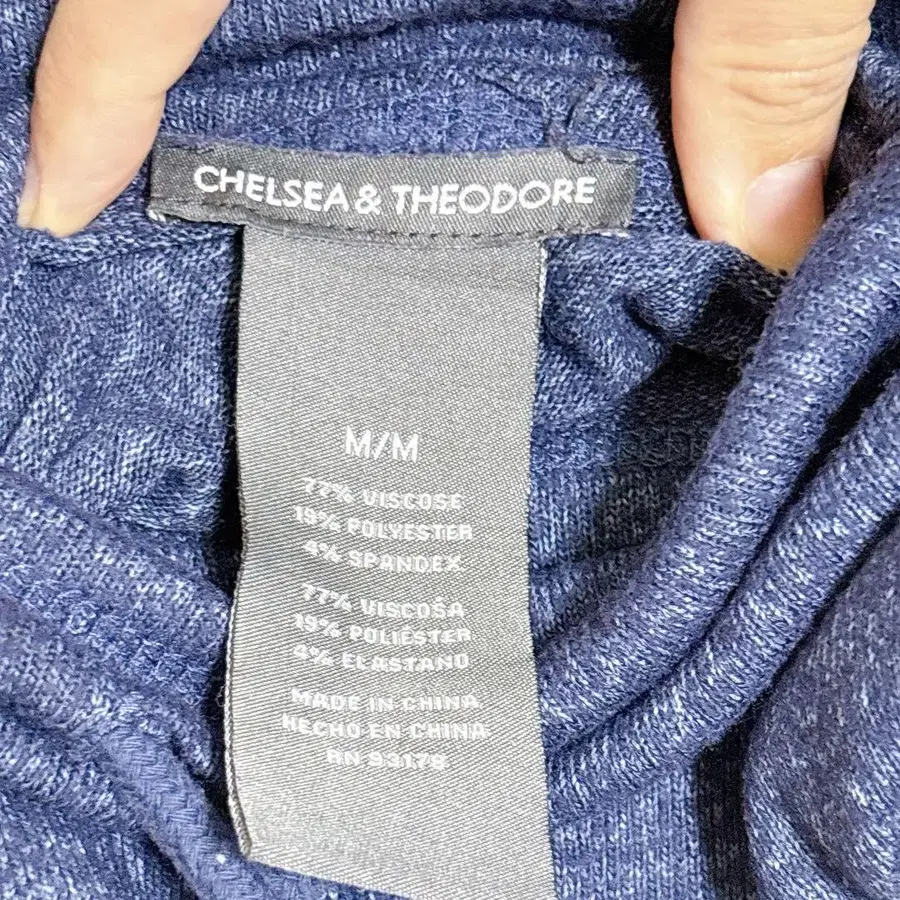 CHELSEA & THEODORE
M/M
77% VISCOSE
19% POLYESTER
4% SPANDEX
77% VISCOSA
19% POLIÉSTER
4% ELASTANO
MADE IN CHINA
HECHO EN CHINA
RN 93178